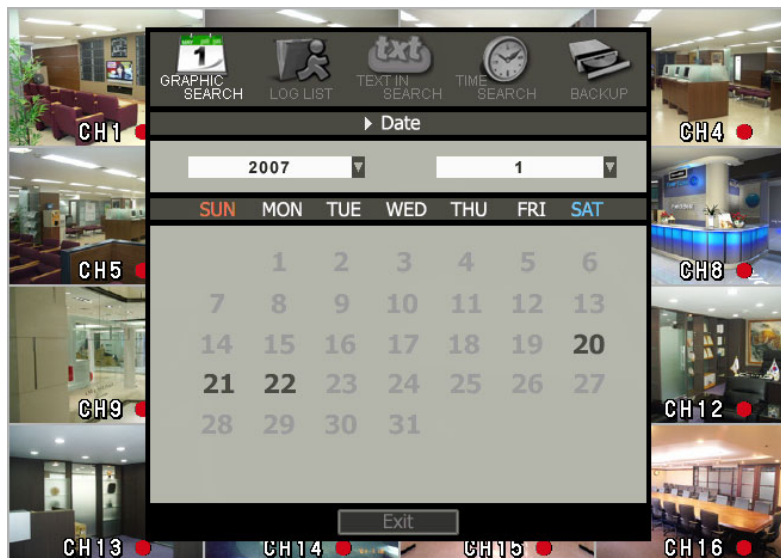 GRAPHIC SEARCH
LOG LIST
txt
TEXT IN SEARCH
TIME SEARCH
BACKUP
Date
2007 1
SUN MON TUE WED THU FRI SAT
1 2 3 4 5 6
7 8 9 10 11 12 13
14 15 16 17 18 19 20
21 22 23 24 25 26 27
28 29 30 31
Exit
CH1
CH4
CH5
CH8
CH9
CH12
CH13
CH14
CH15
CH16